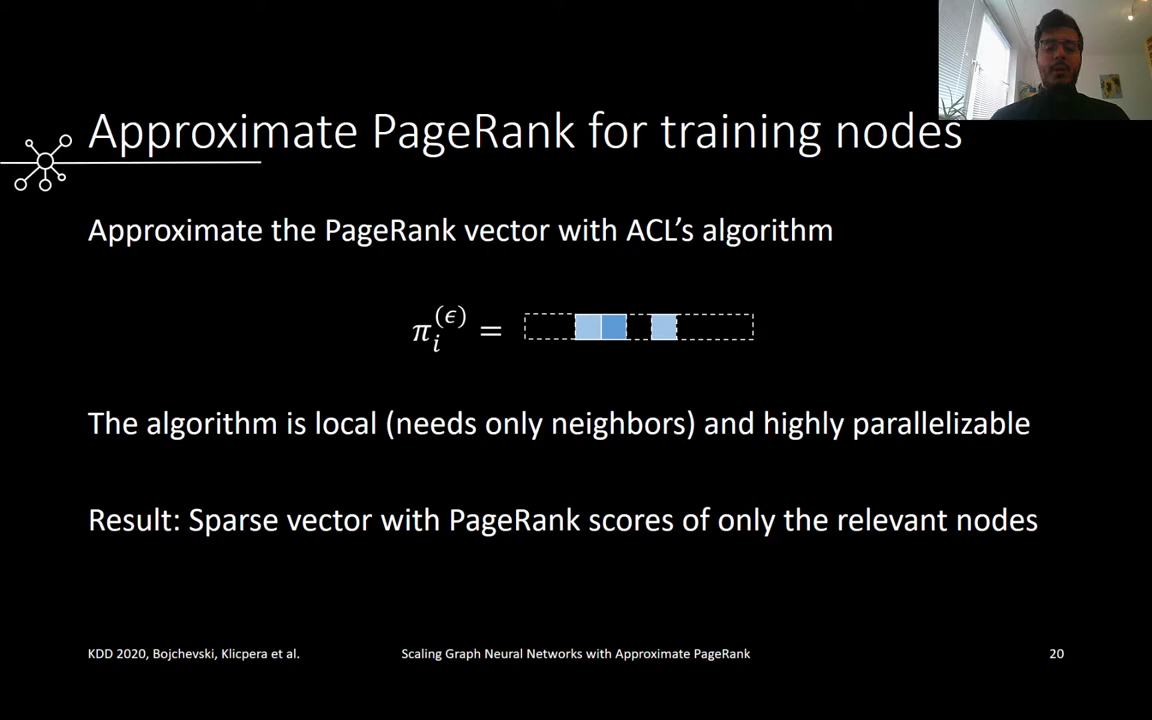 Approximate PageRank for training nodes
Approximate the PageRank vector with ACL’s algorithm
π_i^(ϵ) =
The algorithm is local (needs only neighbors) and highly parallelizable
Result: Sparse vector with PageRank scores of only the relevant nodes
KDD 2020, Bojchevski, Klicpera et al.
Scaling Graph Neural Networks with Approximate PageRank
20